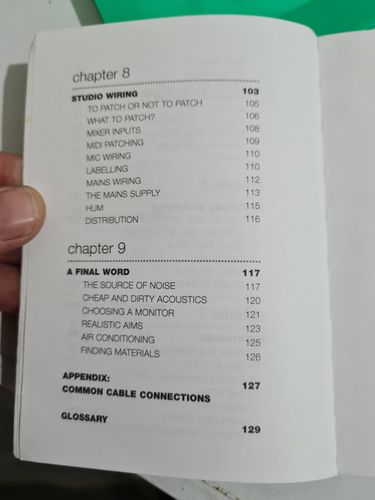 chapter 8
STUDIO WIRING 103
TO PATCH OR NOT TO PATCH 105
WHAT TO PATCH? 106
MIXER INPUTS 108
MIDI PATCHING 109
MIC WIRING 110
LABELLING 110
MAINS WIRING 112
THE MAINS SUPPLY 113
HUM 115
DISTRIBUTION 116
chapter 9
A FINAL WORD 117
THE SOURCE OF NOISE 117
CHEAP AND DIRTY ACOUSTICS 120
CHOOSING A MONITOR 121
REALISTIC AIMS 123
AIR CONDITIONING 125
FINDING MATERIALS 126
APPENDIX:
COMMON CABLE CONNECTIONS 127
GLOSSARY 129